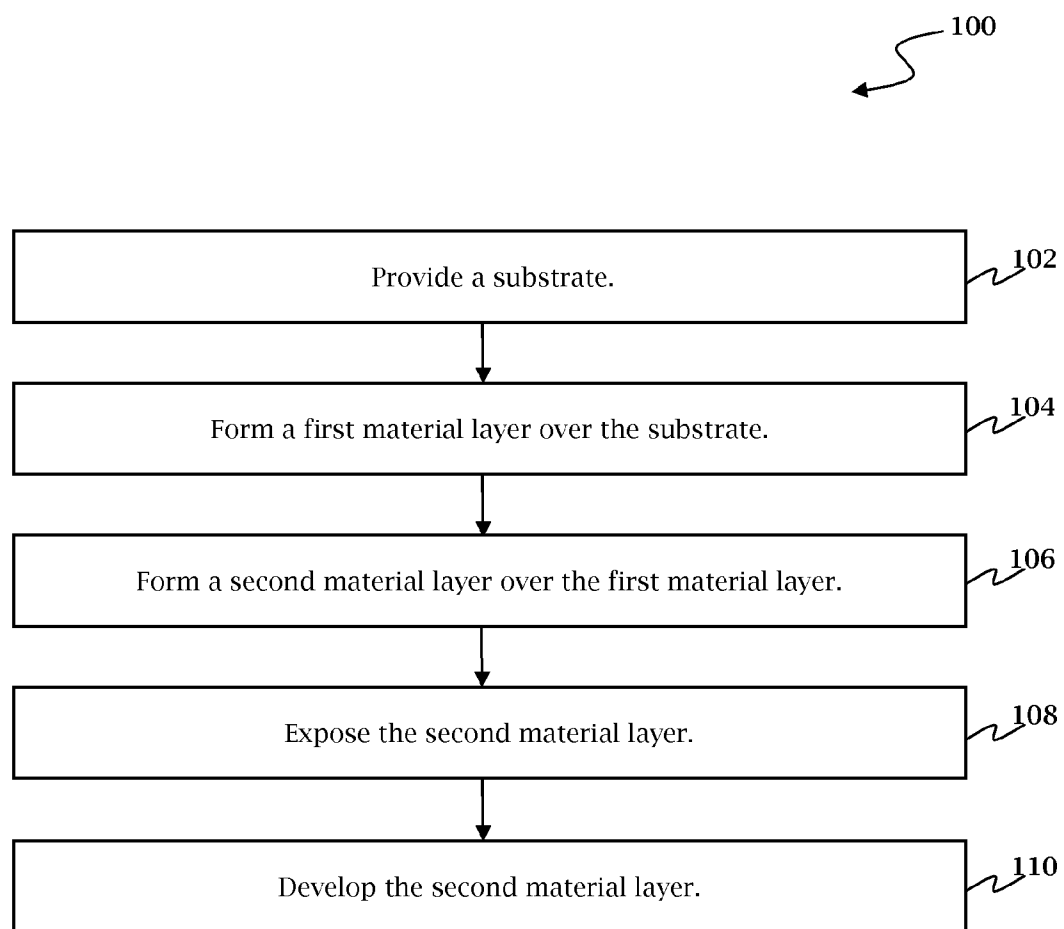 100
Provide a substrate.
102
Form a first material layer over the substrate.
104
Form a second material layer over the first material layer.
106
Expose the second material layer.
108
Develop the second material layer.
110